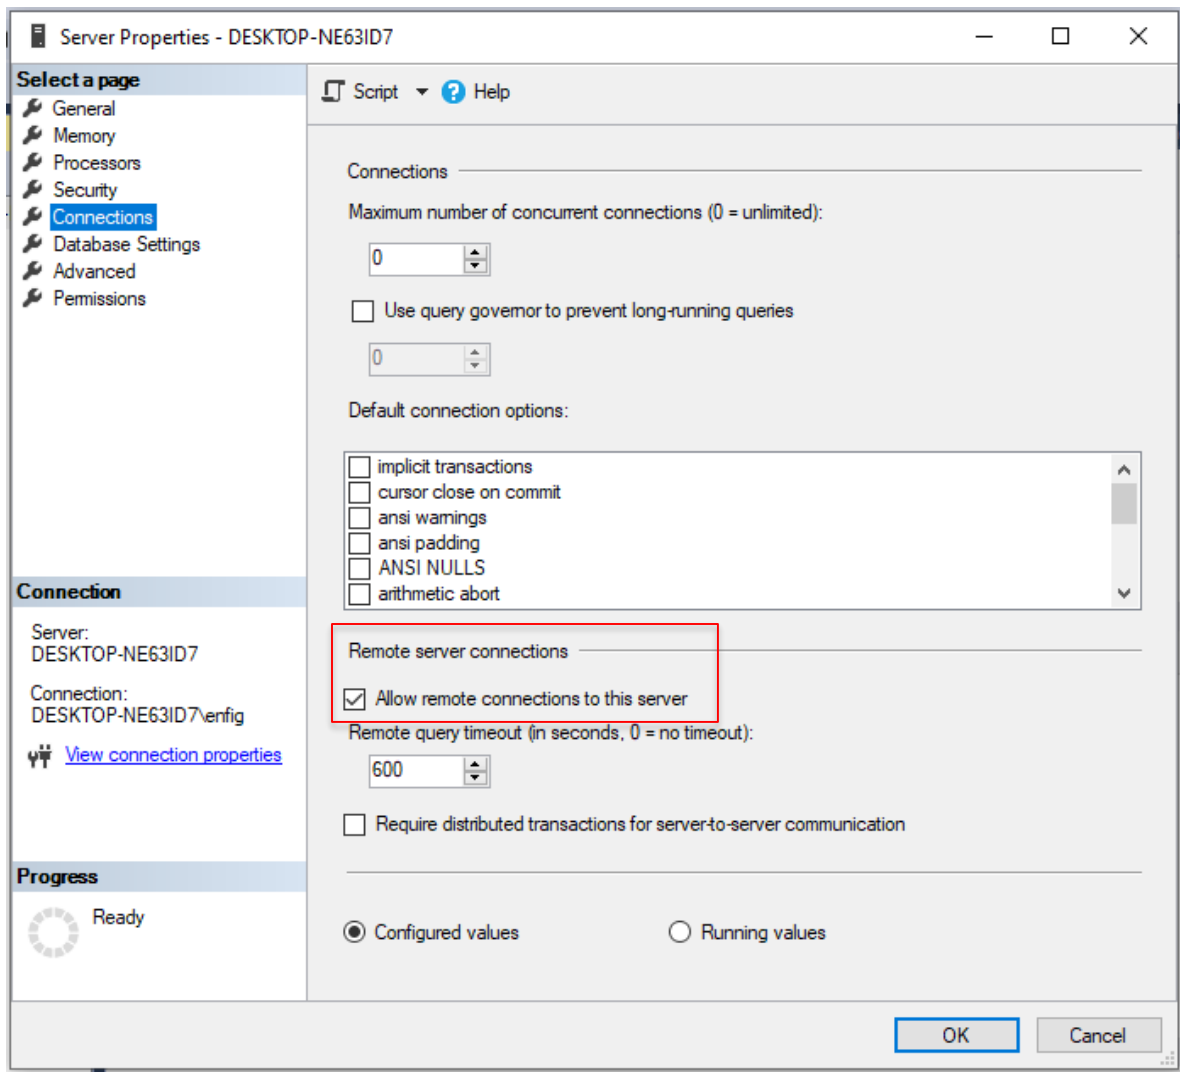 Server Properties - DESKTOP-NE63ID7
Select a page
General
Memory
Processors
Security
Connections
Database Settings
Advanced
Permissions
Connection
Server:
DESKTOP-NE63ID7
Connection:
DESKTOP-NE63ID7\enfig
View connection properties
Progress
Ready
Script
? Help
Connections
Maximum number of concurrent connections (0 = unlimited):
0
Use query governor to prevent long-running queries
0
Default connection options:
implicit transactions
cursor close on commit
ansi warnings
ansi padding
ANSI NULLS
arithmetic abort
Remote server connections
Allow remote connections to this server
Remote query timeout (in seconds, 0 = no timeout):
600
Require distributed transactions for server-to-server communication
Configured values
Running values
OK
Cancel